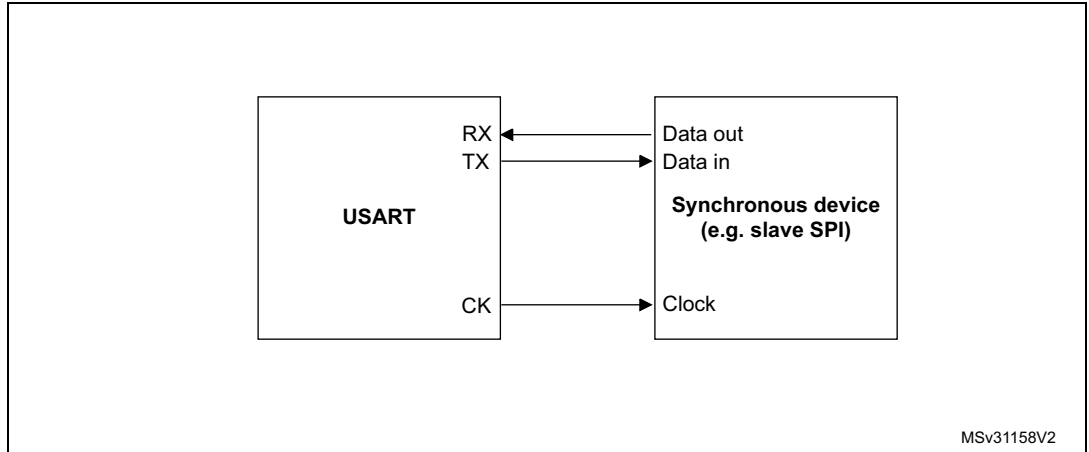 RX
Data out
TX
Data in
USART
Synchronous device
(e.g. slave SPI)
CK
Clock
MSv31158V2